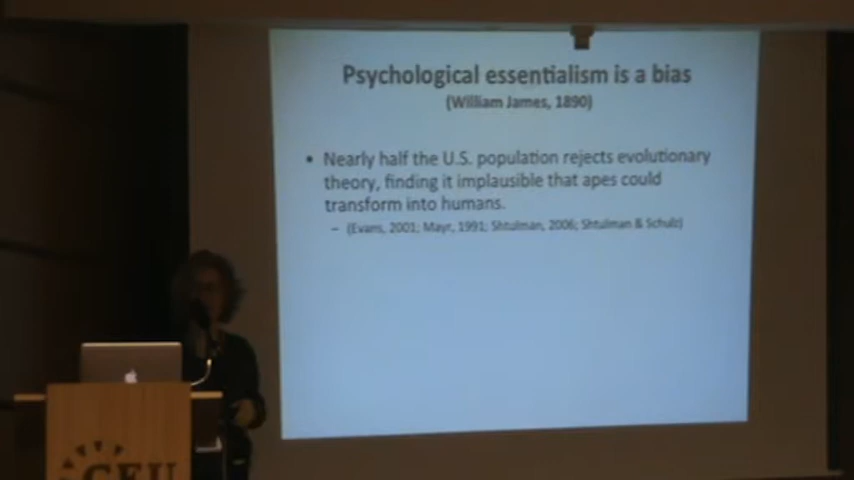 Psychological essentialism is a bias
(William James, 1890)
• Nearly half the U.S. population rejects evolutionary
theory, finding it implausible that apes could
transform into humans.
– (Evans, 2001; Mayr, 1991; Shtulman, 2006; Shtulman & Schulz)
CEU